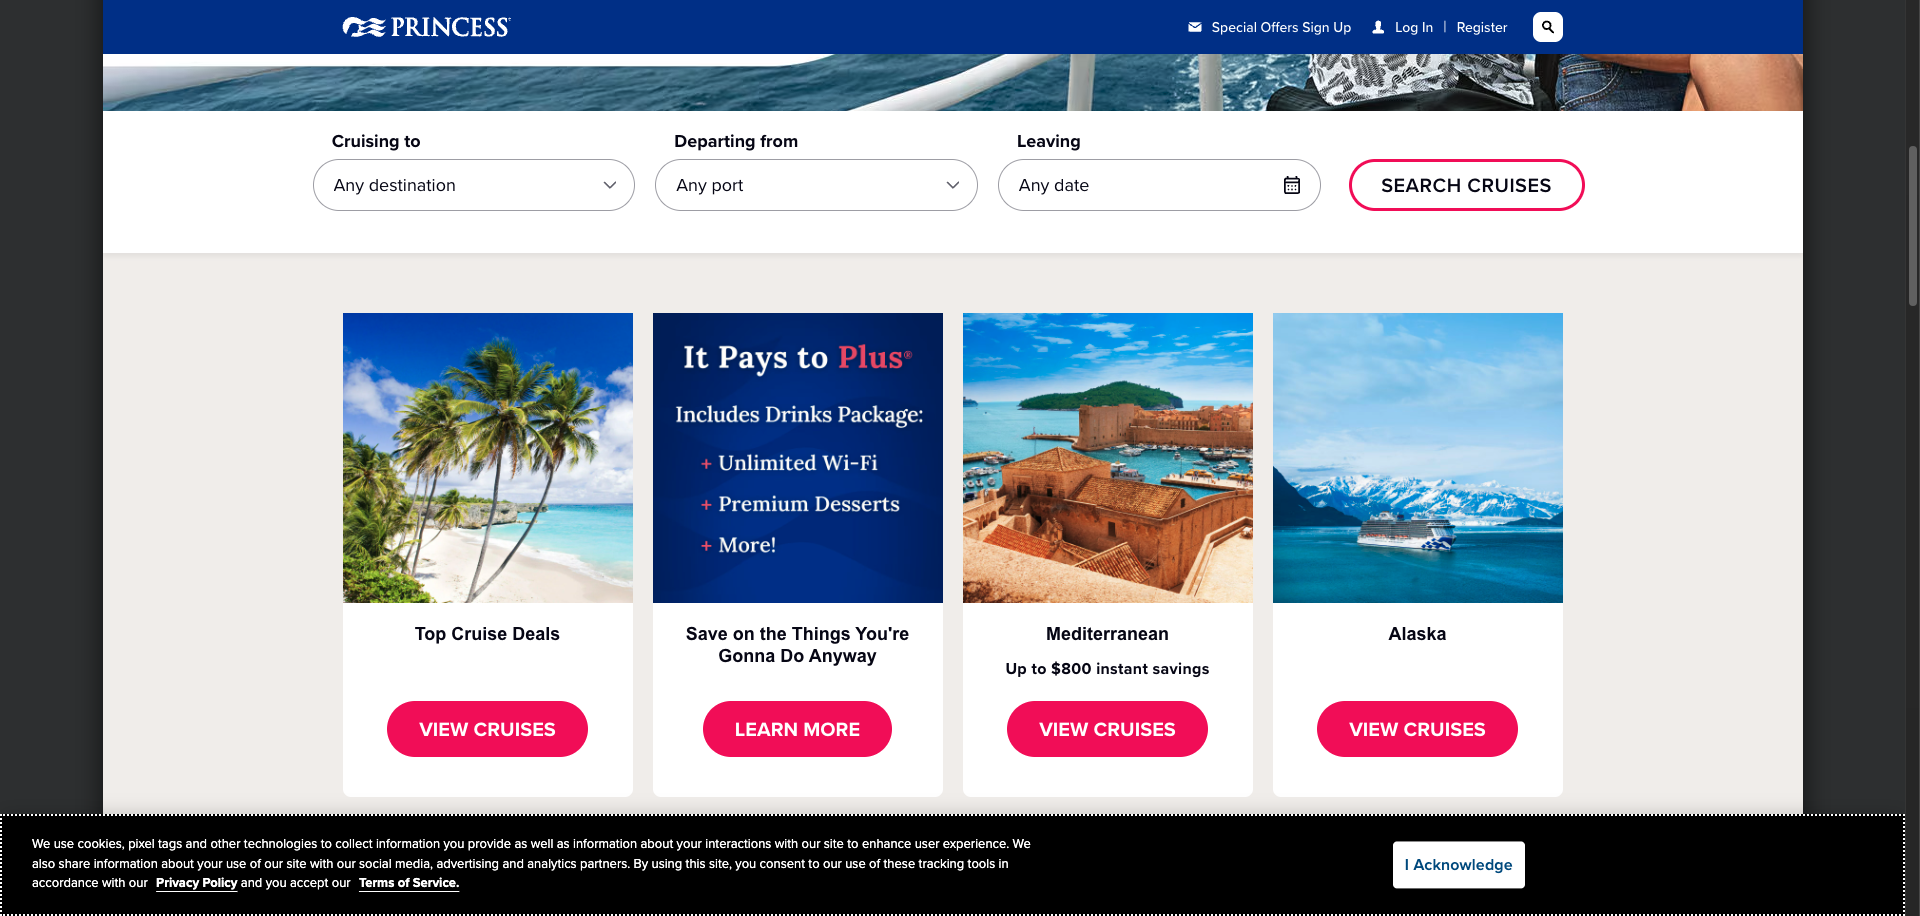 PRINCESS
Special Offers Sign Up
Log In | Register
Cruising to
Any destination
Departing from
Any port
Leaving
Any date
SEARCH CRUISES
Top Cruise Deals
VIEW CRUISES
It Pays to Plus®
Includes Drinks Package:
+ Unlimited Wi-Fi
+ Premium Desserts
+ More!
Save on the Things You're
Gonna Do Anyway
LEARN MORE
Mediterranean
Up to $800 instant savings
VIEW CRUISES
Alaska
VIEW CRUISES
We use cookies, pixel tags and other technologies to collect information you provide as well as information about your interactions with our site to enhance user experience. We
also share information about your use of our site with our social media, advertising and analytics partners. By using this site, you consent to our use of these tracking tools in
accordance with our Privacy Policy and you accept our Terms of Service.
I Acknowledge